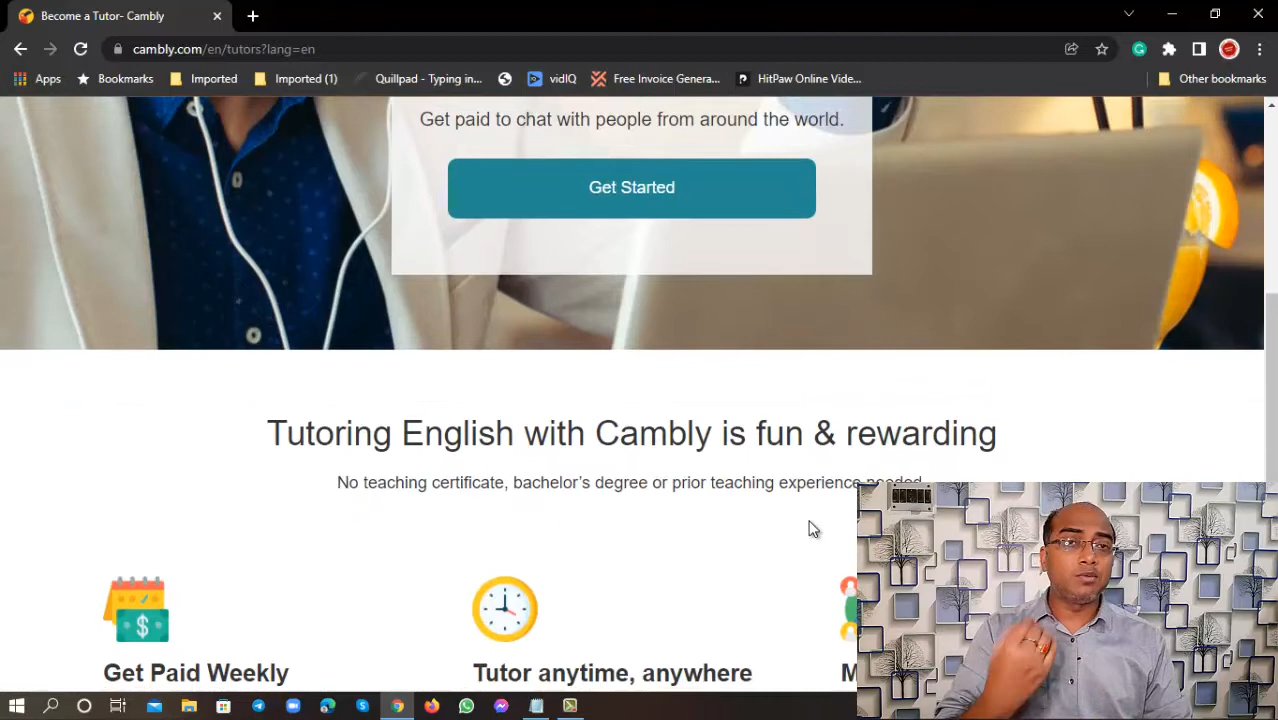 Become a Tutor- Cambly
cambly.com/en/tutors?lang=en
Apps Bookmarks Imported Imported (1) Quillpad - Typing in... vidIQ Free Invoice Genera... HitPaw Online Vide... Other bookmarks
Get paid to chat with people from around the world.
Get Started
Tutoring English with Cambly is fun & rewarding
No teaching certificate, bachelor's degree or prior teaching experience needed
Get Paid Weekly
Tutor anytime, anywhere
M